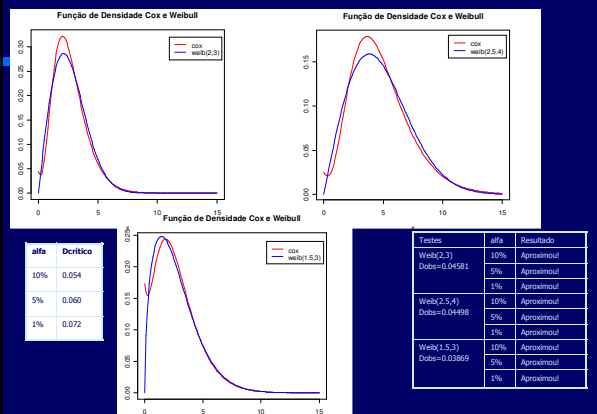 Função de Densidade Cox e Weibull
0.00 0.05 0.10 0.15 0.20 0.25 0.30
cox
weib(2,3)
0 5 10 15
Função de Densidade Cox e Weibull
0.00 0.05 0.10 0.15
cox
weib(2,5,4)
0 5 10 15
x
Função de Densidade Cox e Weibull
0.00 0.05 0.10 0.15 0.20 0.25
cox
weib(1.5,3)
0 5 10 15
alfa Dcrítico
10% 0.054
5% 0.060
1% 0.072
Testes alfa Resultado
Weib(2,3) 10% Aproximou!
Dobs=0.04581
5% Aproximou!
1% Aproximou!
Weib(2.5,4) 10% Aproximou!
Dobs=0.04498
5% Aproximou!
1% Aproximou!
Weib(1.5,3) 10% Aproximou!
Dobs=0.03869
5% Aproximou!
1% Aproximou!